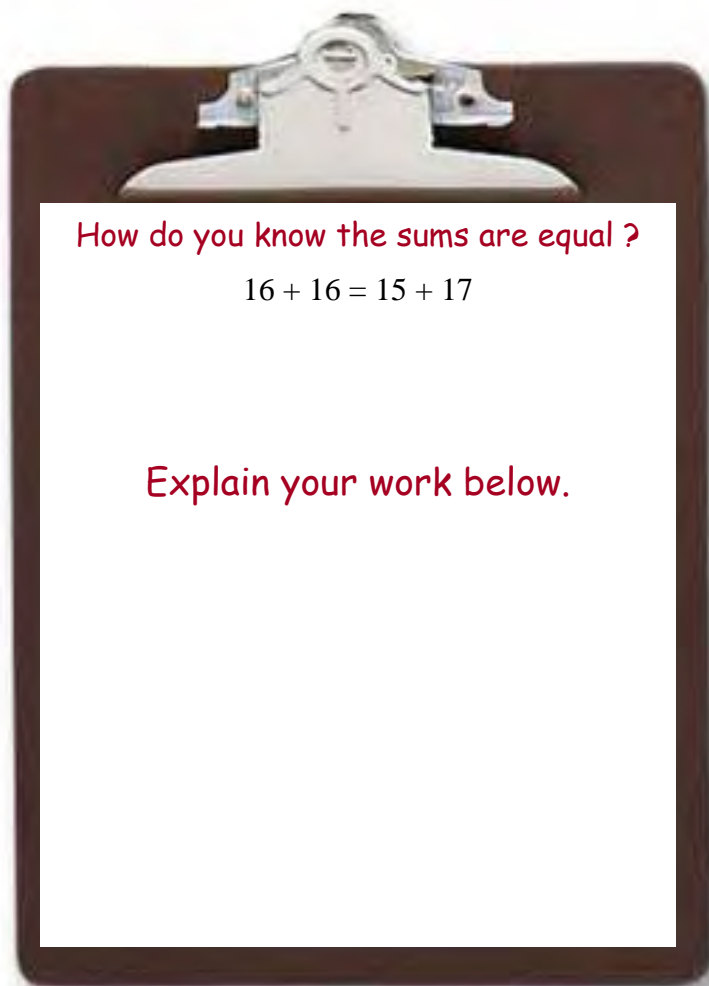 How do you know the sums are equal ?
16 + 16 = 15 + 17
Explain your work below.